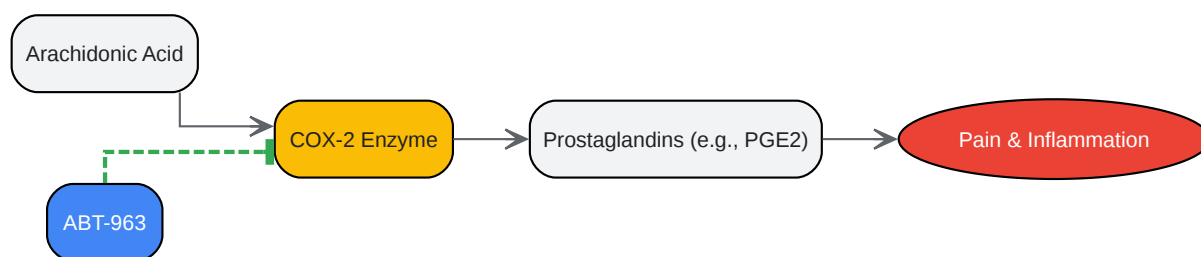 Arachidonic Acid
COX-2 Enzyme
Prostaglandins (e.g., PGE2)
Pain & Inflammation
ABT-963